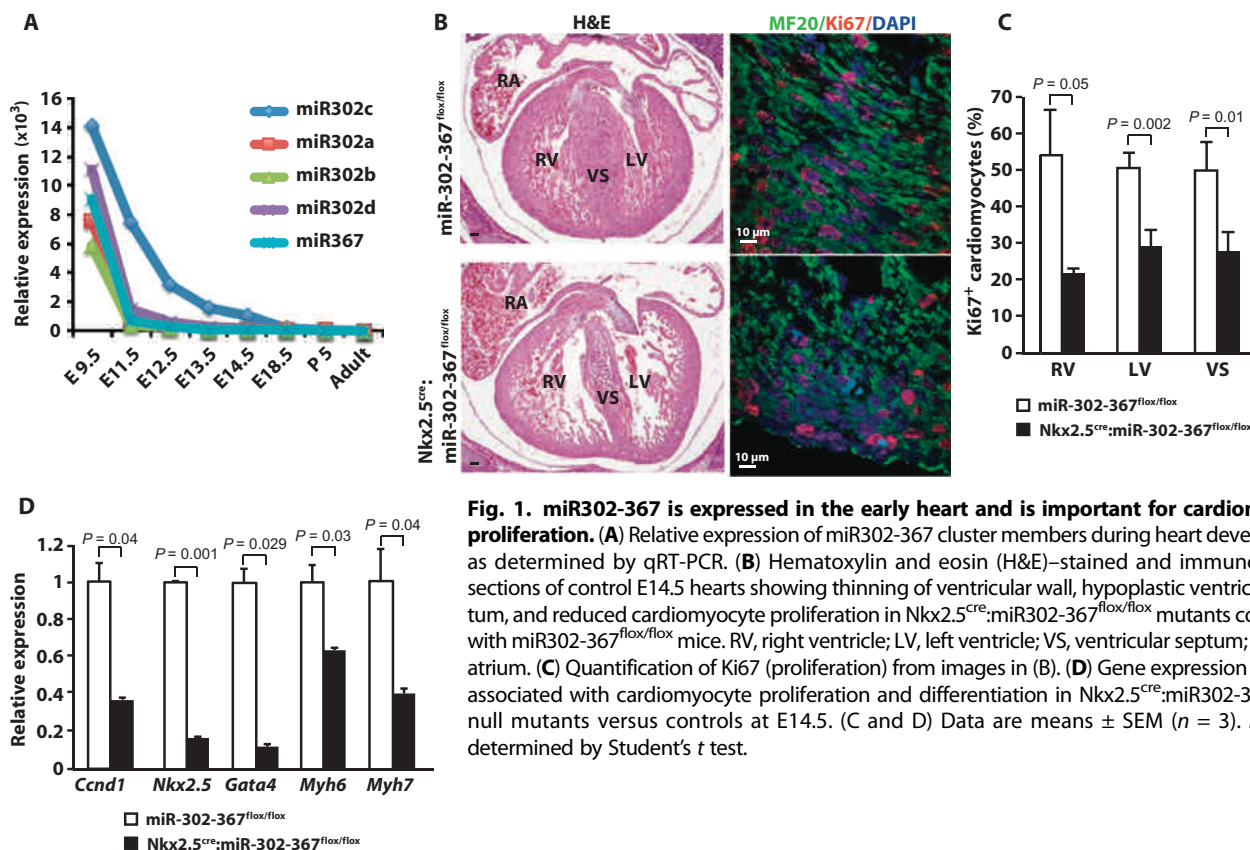 A
Relative expression (x10³)
16
14
12
10
8
6
4
2
0
E 9.5
E11.5
E12.5
E13.5
E14.5
E18.5
P 5
Adult
miR302c
miR302a
miR302b
miR302d
miR367
B
H&E
MF20/Ki67/DAPI
miR-302-367flox/flox
RA
RV
VS
LV
10 μm
Nkx2.5cre:
miR-302-367flox/flox
RA
RV
VS
LV
10 μm
C
Ki67+ cardiomyocytes (%)
70
60
50
40
30
20
10
0
P = 0.05
P = 0.002
P = 0.01
RV
LV
VS
miR-302-367flox/flox
Nkx2.5cre:miR-302-367flox/flox
D
Relative expression
1.2
1
0.8
0.6
0.4
0.2
0
P = 0.04
P = 0.001
P = 0.029
P = 0.03
P = 0.04
Ccnd1
Nkx2.5
Gata4
Myh6
Myh7
miR-302-367flox/flox
Nkx2.5cre:miR-302-367flox/flox
Fig. 1. miR302-367 is expressed in the early heart and is important for cardiom
proliferation. (A) Relative expression of miR302-367 cluster members during heart deve
as determined by qRT-PCR. (B) Hematoxylin and eosin (H&E)–stained and immune
sections of control E14.5 hearts showing thinning of ventricular wall, hypoplastic ventric
tum, and reduced cardiomyocyte proliferation in Nkx2.5cre:miR302-367flox/flox mutants co
with miR302-367flox/flox mice. RV, right ventricle; LV, left ventricle; VS, ventricular septum;
atrium. (C) Quantification of Ki67 (proliferation) from images in (B). (D) Gene expression
associated with cardiomyocyte proliferation and differentiation in Nkx2.5cre:miR302-3
null mutants versus controls at E14.5. (C and D) Data are means ± SEM (n = 3).
determined by Student's t test.